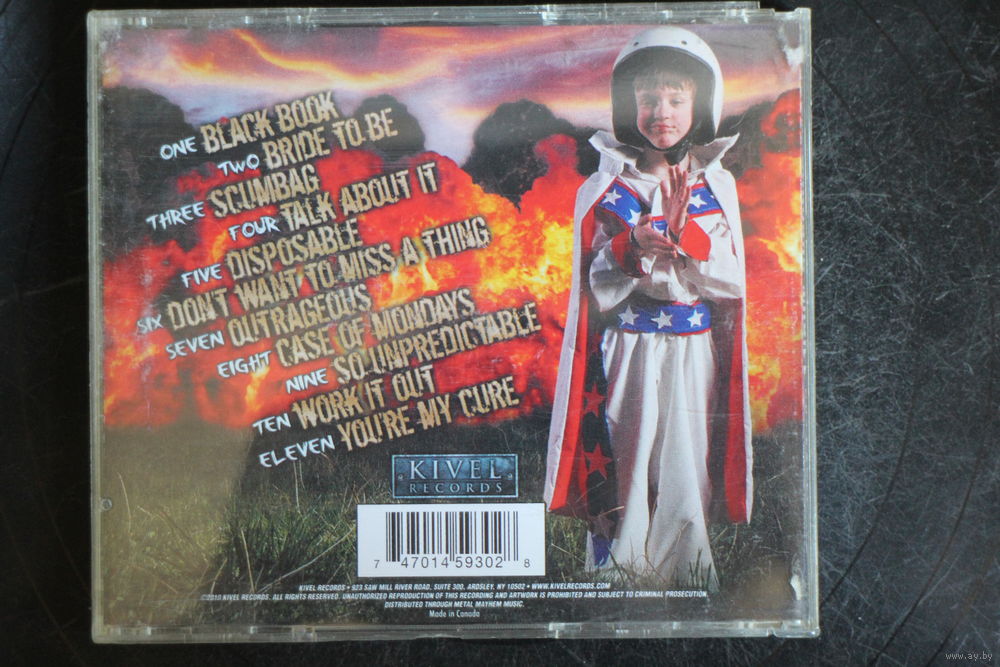 ONE BLACK BOOK
TWO BRIDE TO BE
THREE SCUMBAG
FOUR TALK ABOUT IT
FIVE DISPOSABLE
SIX DON'T WANT TO MISS A THING
SEVEN OUTRAGEOUS
EIGHT CASE OF MONDAYS
NINE SO UNPREDICTABLE
TEN WORK IT OUT
ELEVEN YOU'RE MY CURE
KIVEL
RECORDS
7 47014 59302 8
KIVEL RECORDS • 923 SAW MILL RIVER ROAD, SUITE 300, ARDSLEY, NY 10502 • WWW.KIVELRECORDS.COM
©2010 KIVEL RECORDS. ALL RIGHTS RESERVED. UNAUTHORIZED REPRODUCTION OF THIS RECORDING AND ARTWORK IS PROHIBITED AND SUBJECT TO CRIMINAL PROSECUTION.
DISTRIBUTED THROUGH METAL MAYHEM MUSIC.
Made in Canada
www.ay.by